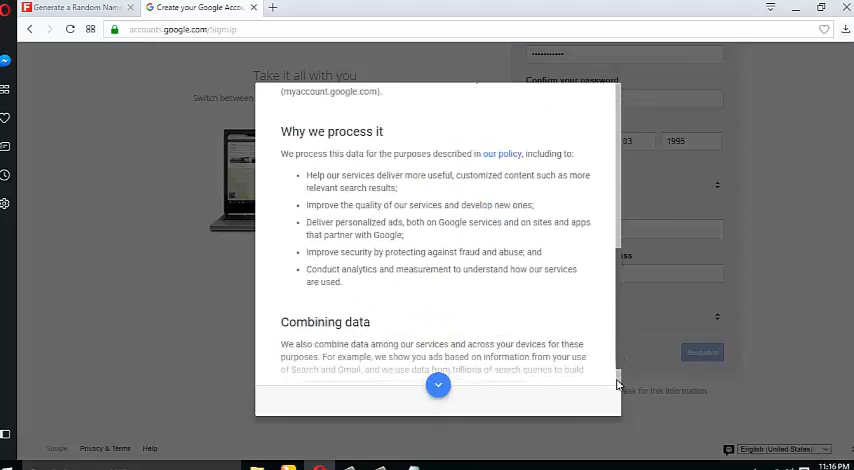 Generate a Random Name
Create your Google Accou
accounts.google.com/SignUp
Take it all with you
Switch between
Confirm your password
(myaccount.google.com).
Why we process it
03
1995
We process this data for the purposes described in our policy, including to:
Help our services deliver more useful, customized content such as more
relevant search results;
Improve the quality of our services and develop new ones;
Deliver personalized ads, both on Google services and on sites and apps
that partner with Google;
Improve security by protecting against fraud and abuse; and
Conduct analytics and measurement to understand how our services
are used.
Combining data
We also combine data among our services and across your devices for these
purposes. For example, we show you ads based on information from your use
of Search and Gmail, and we use data from trillions of search queries to build
ask for this information.
Google Privacy & Terms Help
English (United States)
11:16 PM